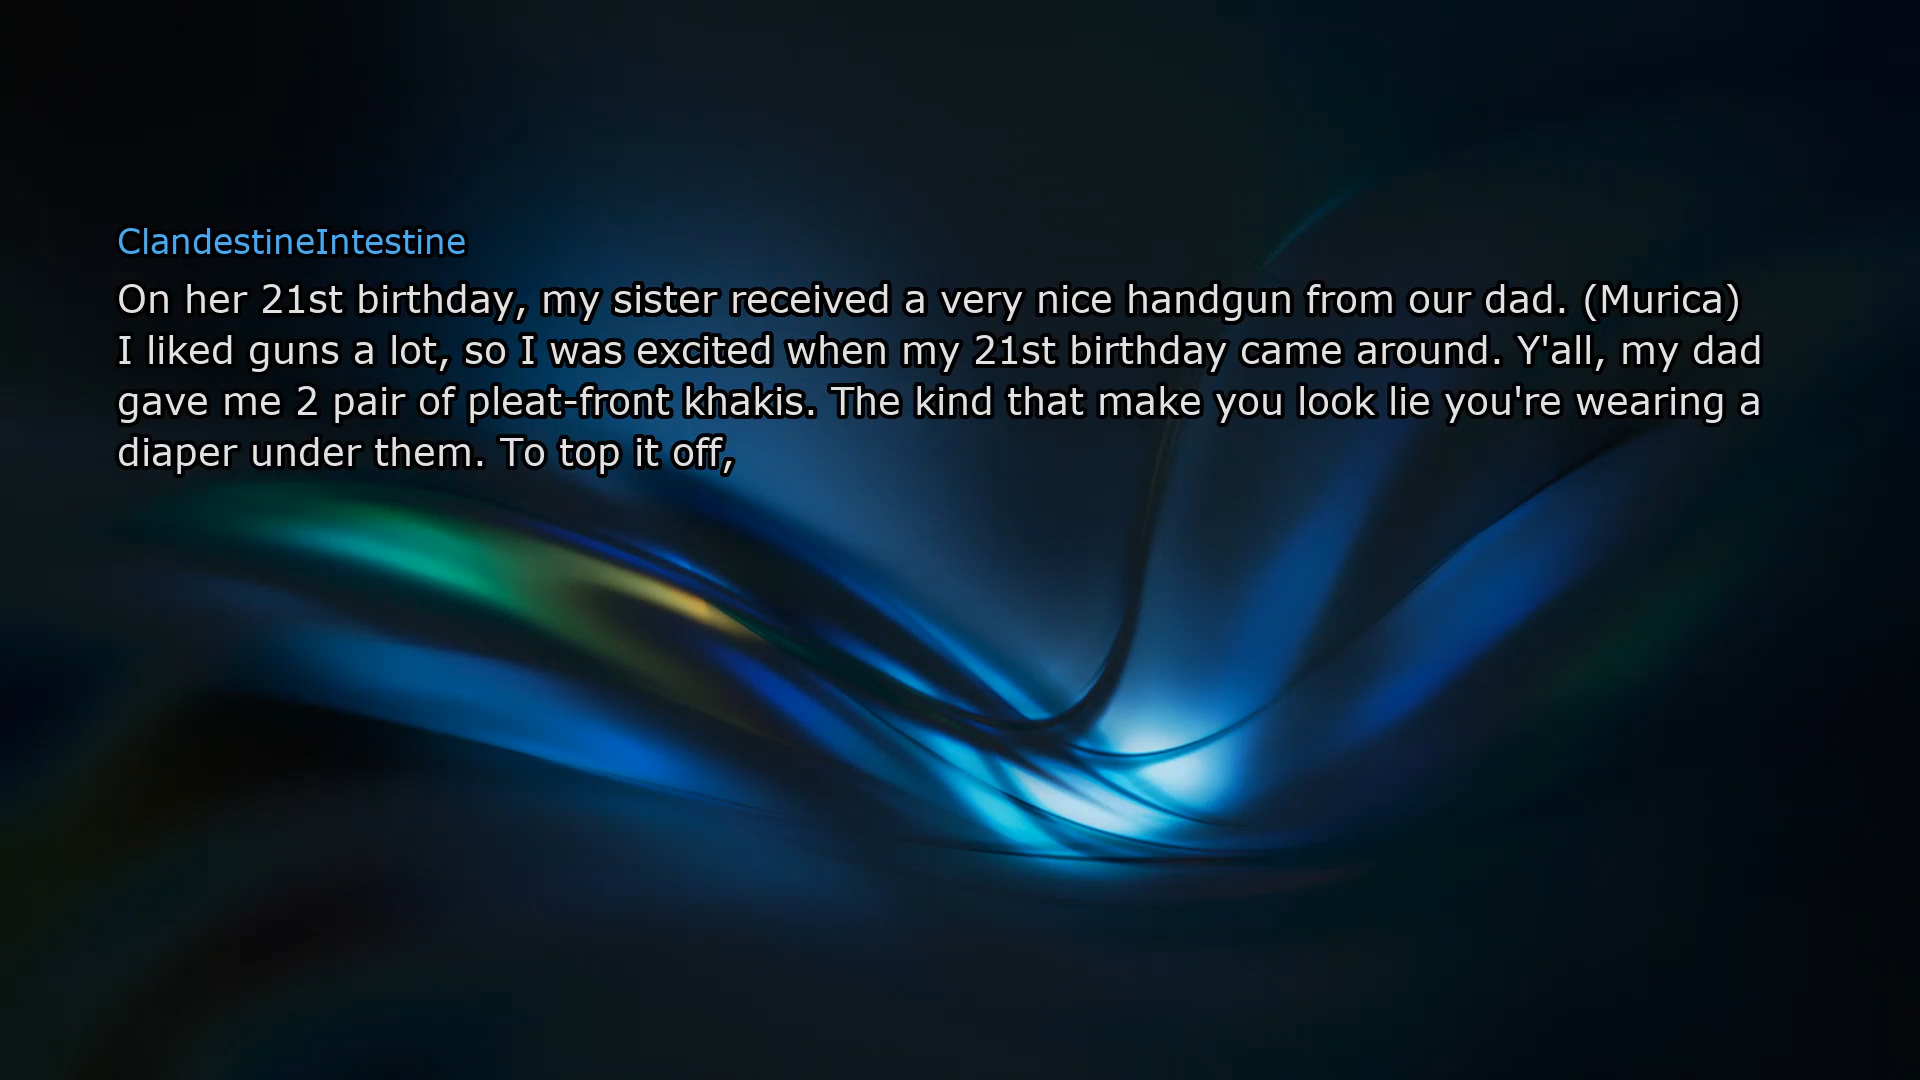 ClandestineIntestine
On her 21st birthday, my sister received a very nice handgun from our dad. (Murica)
I liked guns a lot, so I was excited when my 21st birthday came around. Y'all, my dad
gave me 2 pair of pleat-front khakis. The kind that make you look lie you're wearing a
diaper under them. To top it off,